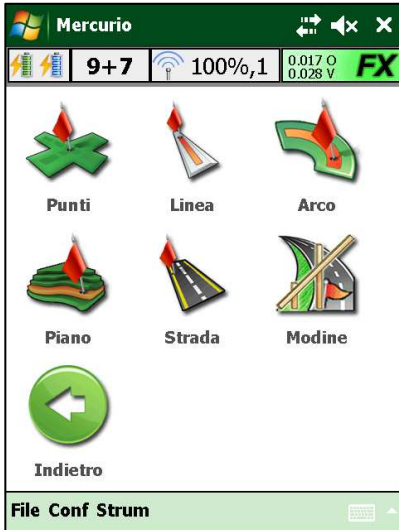 Mercurio
9+7 100%,1 0.017 O FX
0.028 V
Punti Linea Arco
Piano Strada Modine
Indietro
File Conf Strum